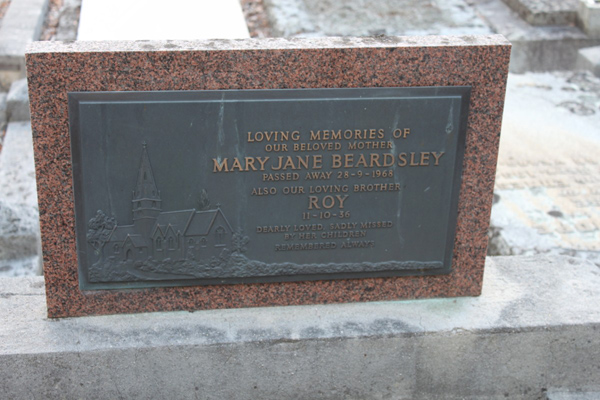 LOVING MEMORIES OF
OUR BELOVED MOTHER
MARY JANE BEARDSLEY
PASSED AWAY 28-9-1968
ALSO OUR LOVING BROTHER
ROY
11-10-36
DEARLY LOVED, SADLY MISSED
BY HER CHILDREN
REMEMBERED ALWAYS